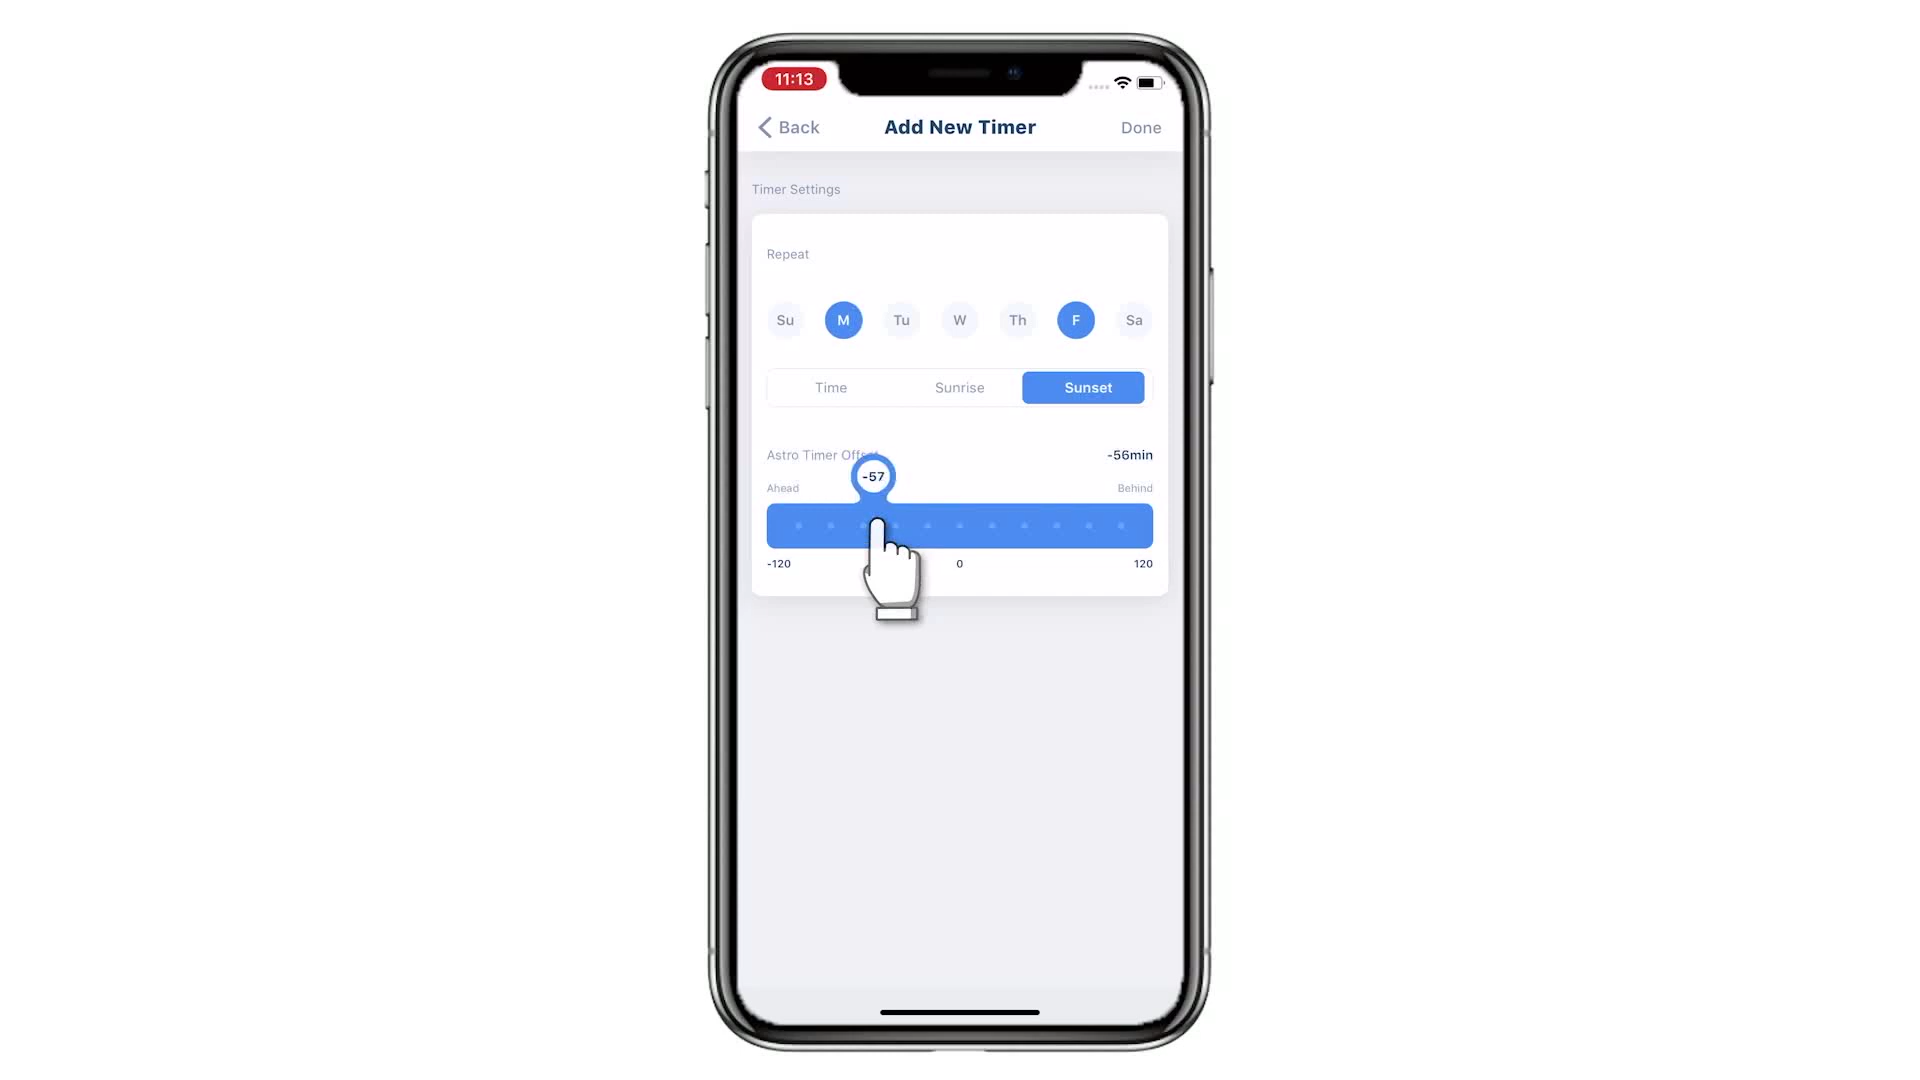 11:13
Back Add New Timer Done
Timer Settings
Repeat
Su M Tu W Th F Sa
Time Sunrise Sunset
Astro Timer Offset -56min
-57
Ahead Behind
-120 0 120